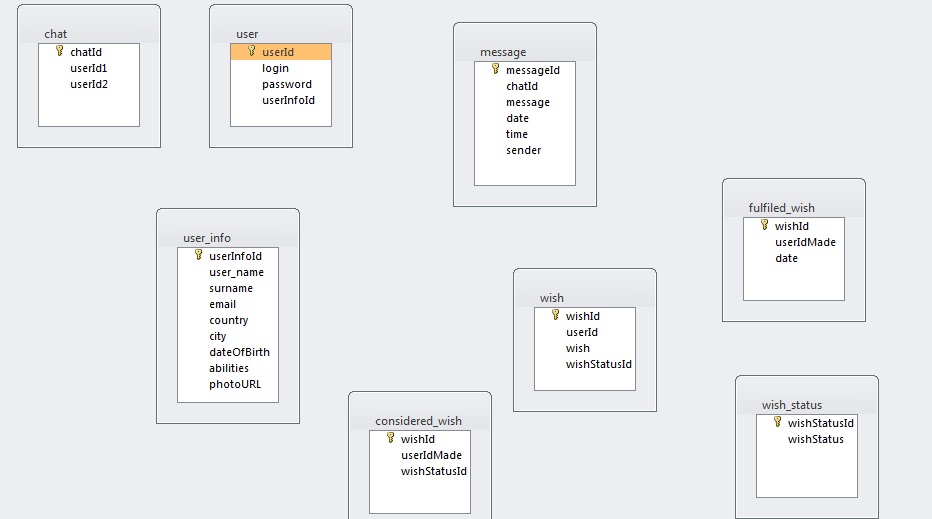 chat
chatId
userId1
userId2
user
userId
login
password
userInfoId
message
messageId
chatId
message
date
time
sender
user_info
userInfoId
user_name
surname
email
country
city
dateOfBirth
abilities
photoURL
fulfiled_wish
wishId
userIdMade
date
wish
wishId
userId
wish
wishStatusId
considered_wish
wishId
userIdMade
wishStatusId
wish_status
wishStatusId
wishStatus